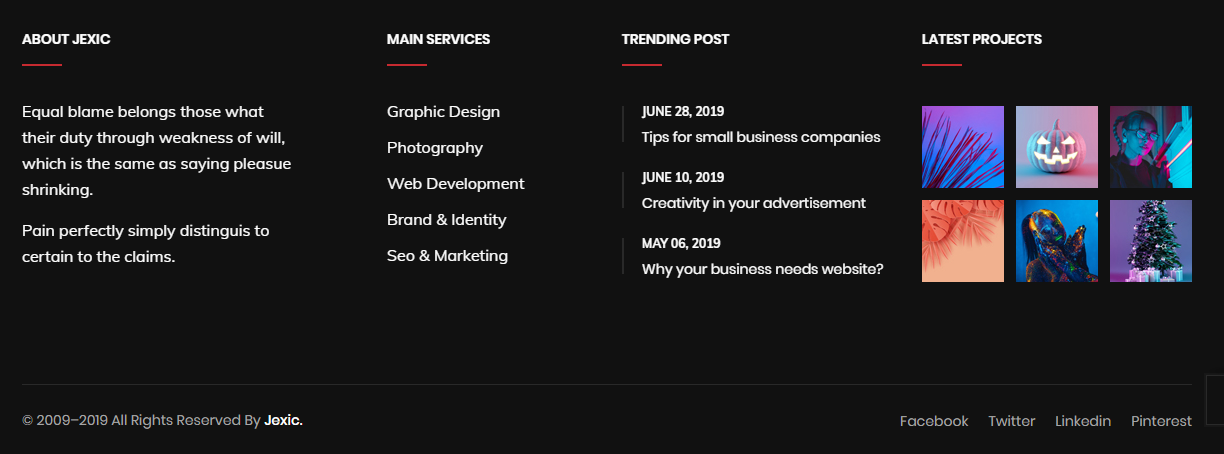 ABOUT JEXIC
Equal blame belongs those what
their duty through weakness of will,
which is the same as saying pleasue
shrinking.
Pain perfectly simply distinguis to
certain to the claims.
MAIN SERVICES
Graphic Design
Photography
Web Development
Brand & Identity
Seo & Marketing
TRENDING POST
JUNE 28, 2019
Tips for small business companies
JUNE 10, 2019
Creativity in your advertisement
MAY 06, 2019
Why your business needs website?
LATEST PROJECTS
© 2009–2019 All Rights Reserved By Jexic.
Facebook Twitter Linkedin Pinterest